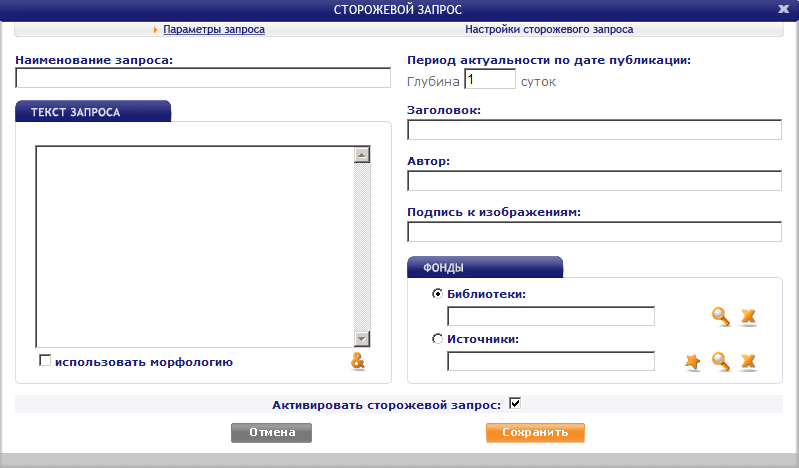 СТОРОЖЕВОЙ ЗАПРОС
Параметры запроса
Настройки сторожевого запроса
Наименование запроса:
ТЕКСТ ЗАПРОСА
использовать морфологию
&
Период актуальности по дате публикации:
Глубина 1 суток
Заголовок:
Автор:
Подпись к изображениям:
ФОНДЫ
Библиотеки:
Источники:
Активировать сторожевой запрос:
Отмена
Сохранить